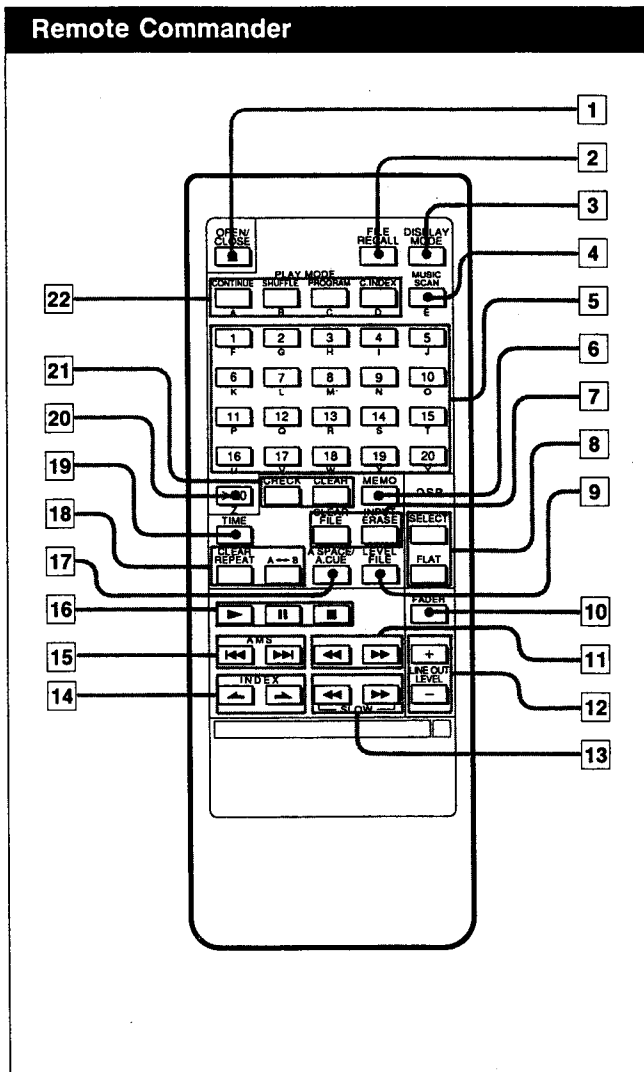 Remote Commander
1
2
3
4
5
6
7
8
9
10
11
12
13
14
15
16
17
18
19
20
21
22
OPEN/
CLOSE
FILE
RECALL
DISPLAY
MODE
PLAY MODE
CONTINUE SHUFFLE PROGRAM C.INDEX
MUSIC
SCAN
A B C D E
1 2 3 4 5
F G H I J
6 7 8 9 10
K L M N O
11 12 13 14 15
P Q R S T
16 17 18 19 20
U V W X Y
CHECK CLEAR MEMO
Z
TIME
CLEAR
FILE
ERASE
SELECT
CLEAR
REPEAT
A↔B
A.SPACE/
A.CUE
LEVEL
FILE
FLAT
FADER
AMS
+
LINE OUT
LEVEL
−
INDEX
SLOW